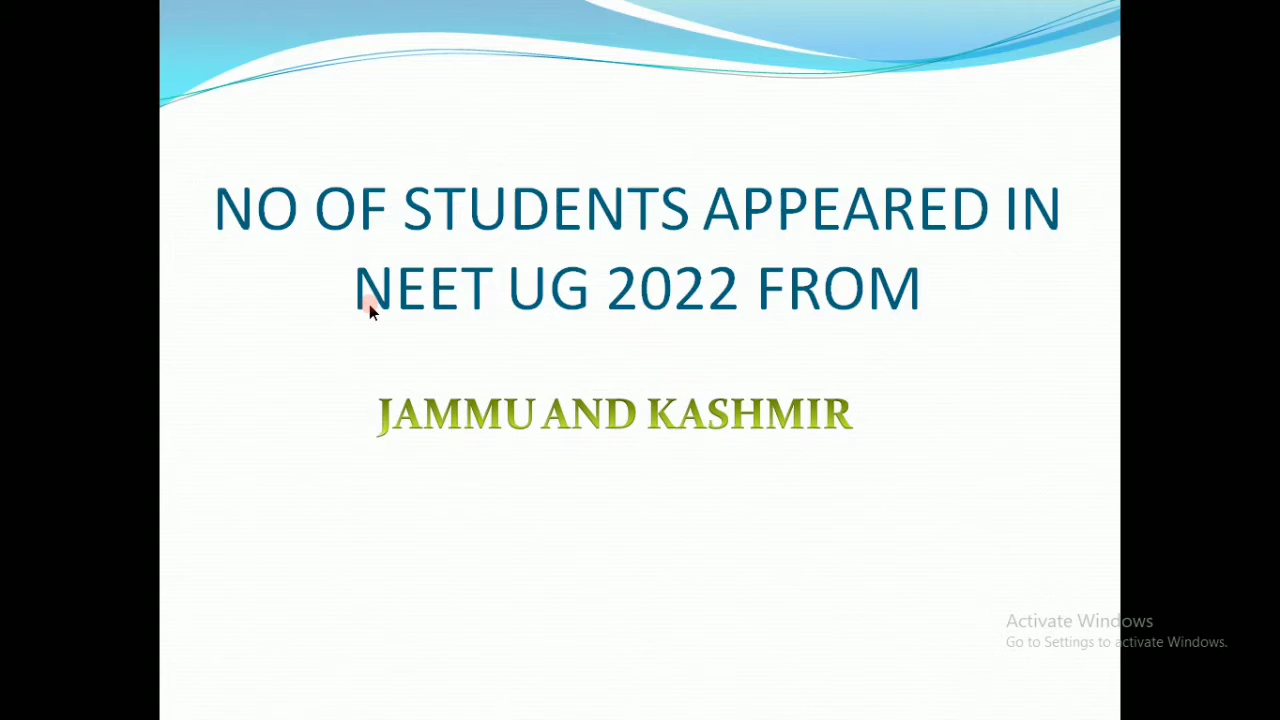 NO OF STUDENTS APPEARED IN
NEET UG 2022 FROM
JAMMU AND KASHMIR
Activate Windows
Go to Settings to activate Windows.